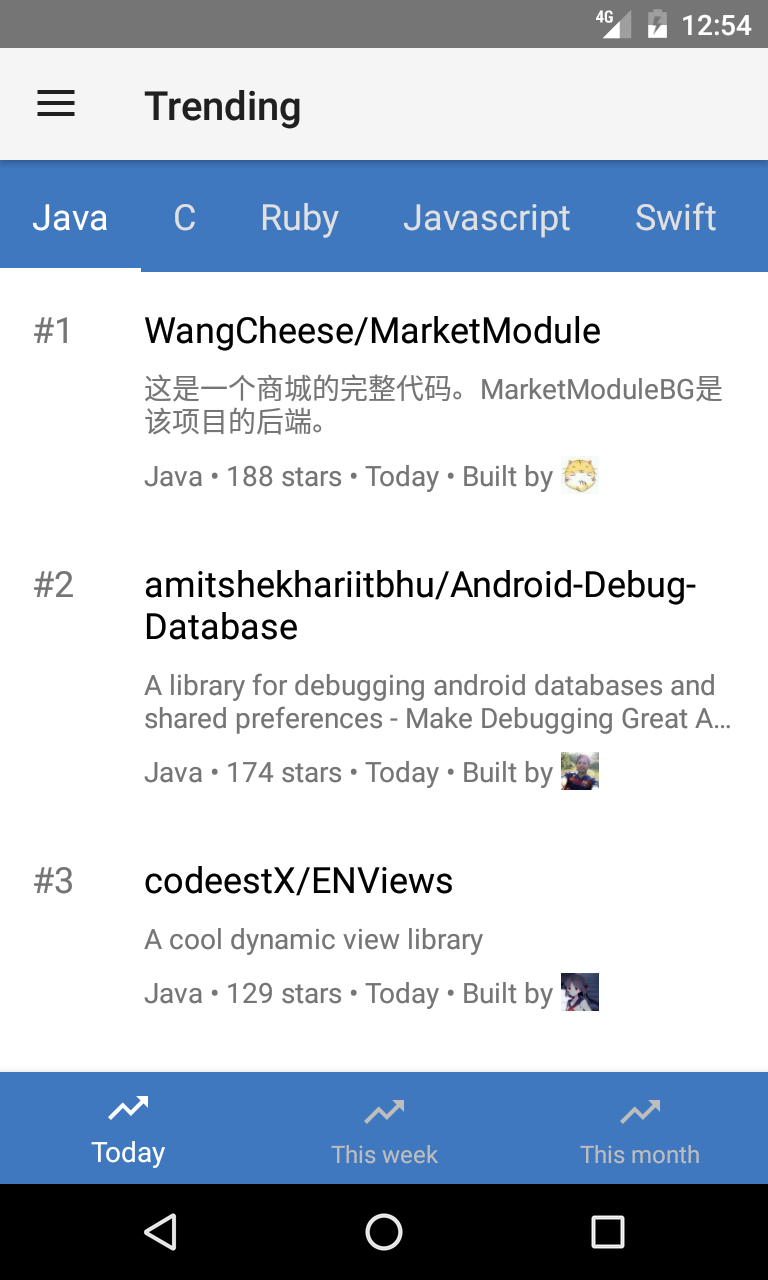 4G 12:54
Trending
Java C Ruby Javascript Swift
#1 WangCheese/MarketModule
这是一个商城的完整代码。MarketModuleBG是
该项目的后端。
Java • 188 stars • Today • Built by
#2 amitshekhariitbhu/Android-Debug-
Database
A library for debugging android databases and
shared preferences - Make Debugging Great A…
Java • 174 stars • Today • Built by
#3 codeestX/ENViews
A cool dynamic view library
Java • 129 stars • Today • Built by
Today This week This month